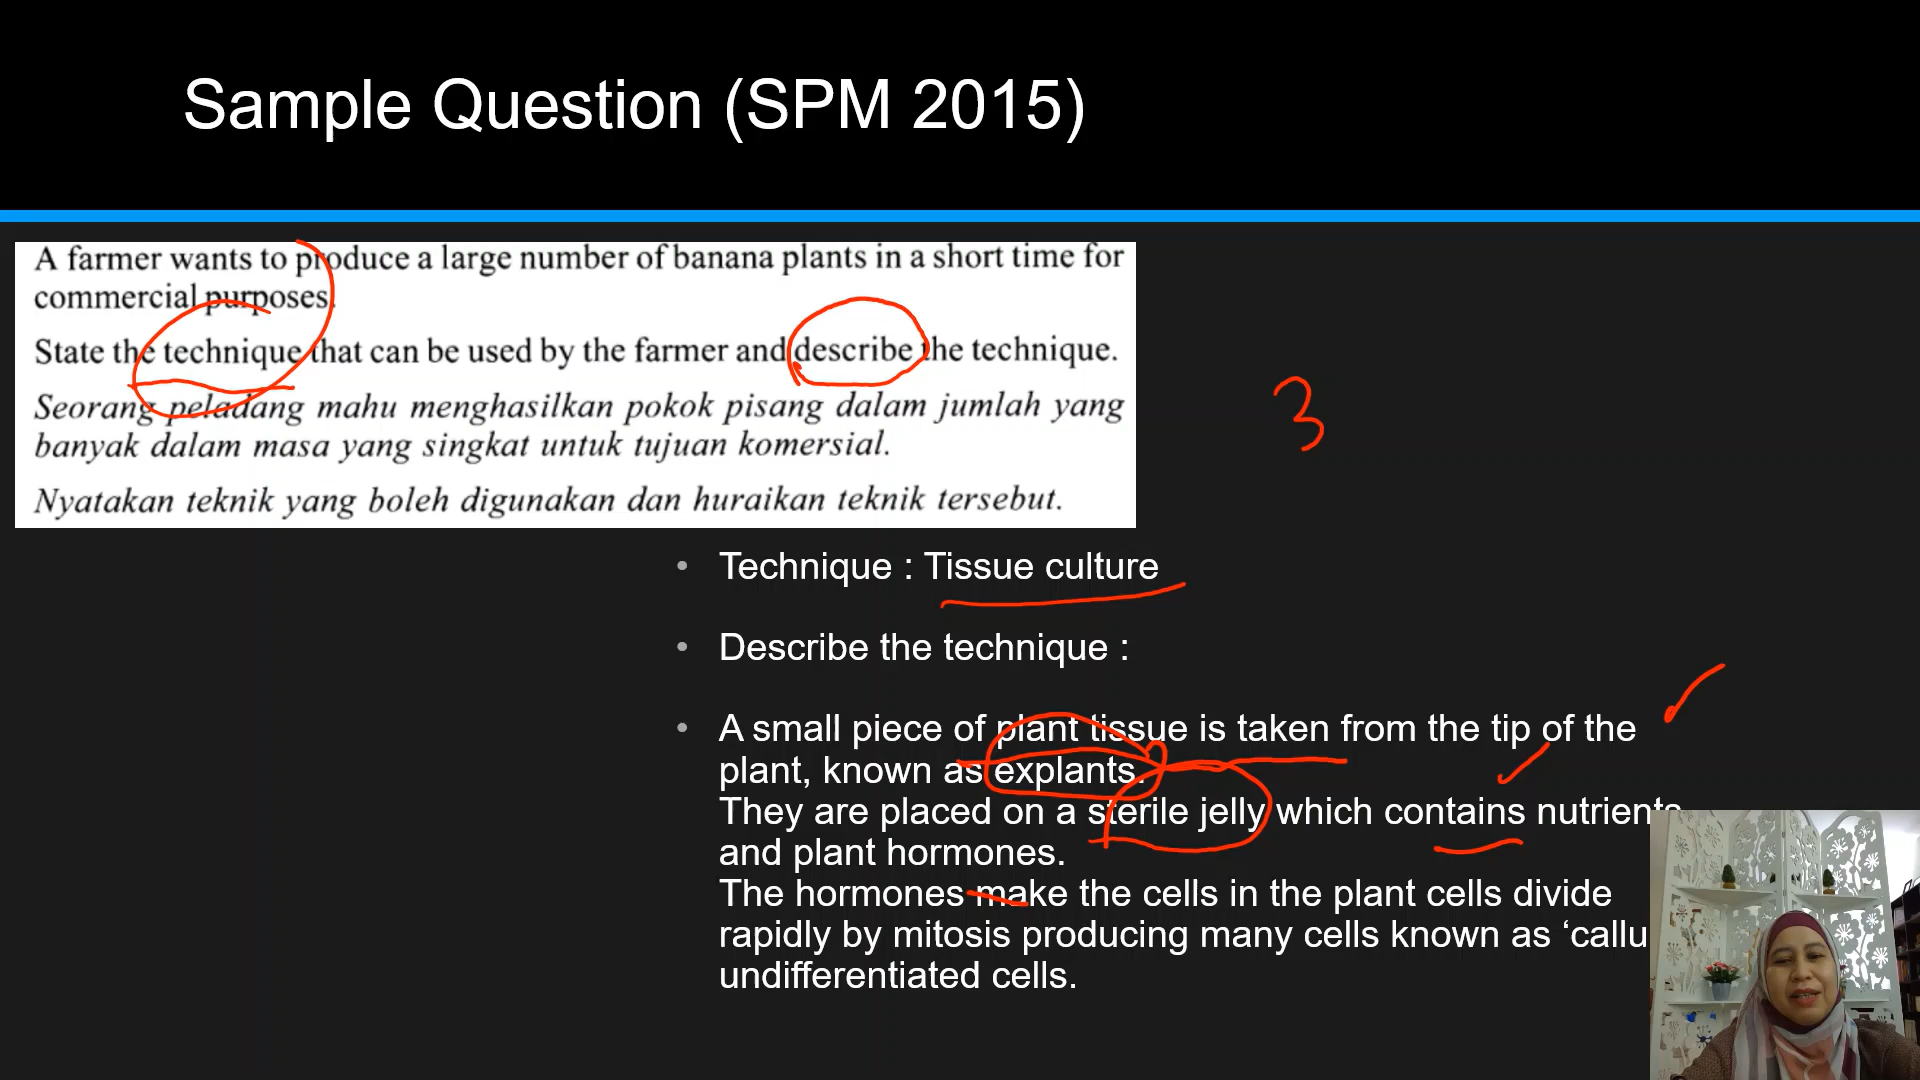 Sample Question (SPM 2015)
A farmer wants to produce a large number of banana plants in a short time for
commercial purposes.
State the technique that can be used by the farmer and describe the technique.
Seorang peladang mahu menghasilkan pokok pisang dalam jumlah yang
banyak dalam masa yang singkat untuk tujuan komersial.
Nyatakan teknik yang boleh digunakan dan huraikan teknik tersebut.
3
• Technique : Tissue culture
• Describe the technique :
• A small piece of plant tissue is taken from the tip of the
plant, known as explants.
They are placed on a sterile jelly which contains nutrients
and plant hormones.
The hormones make the cells in the plant cells divide
rapidly by mitosis producing many cells known as ‘callu
undifferentiated cells.